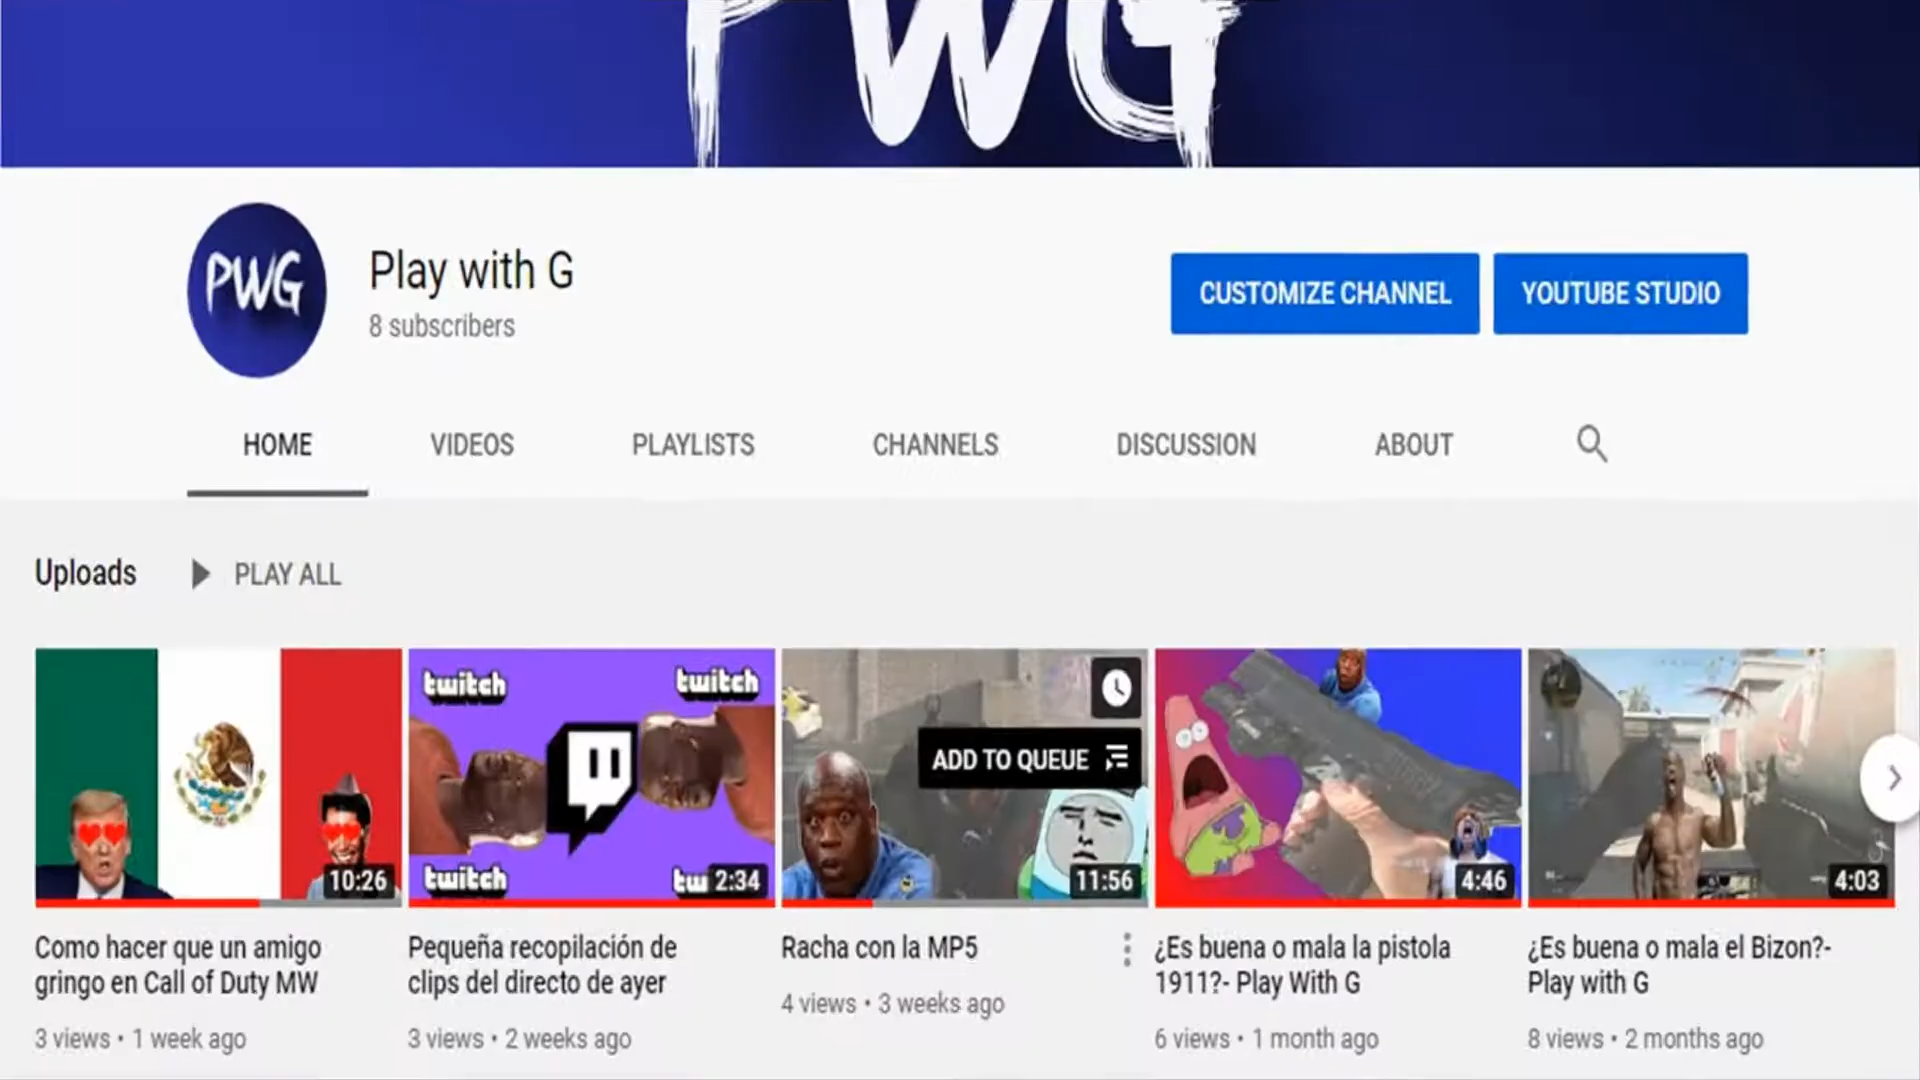 PWG
PWG
Play with G
8 subscribers
CUSTOMIZE CHANNEL
YOUTUBE STUDIO
HOME
VIDEOS
PLAYLISTS
CHANNELS
DISCUSSION
ABOUT
Uploads
PLAY ALL
twitch
twitch
ADD TO QUEUE
10:26
twitch
tw
2:34
11:56
4:46
4:03
Como hacer que un amigo
gringo en Call of Duty MW
3 views • 1 week ago
Pequeña recopilación de
clips del directo de ayer
3 views • 2 weeks ago
Racha con la MP5
4 views • 3 weeks ago
¿Es buena o mala la pistola
1911?- Play With G
6 views • 1 month ago
¿Es buena o mala el Bizon?-
Play with G
8 views • 2 months ago